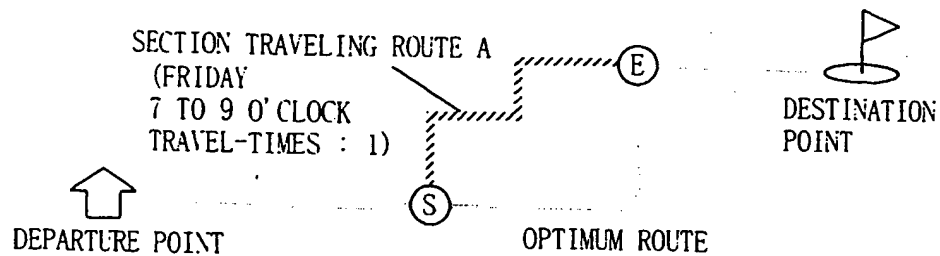 SECTION TRAVELING ROUTE A
(FRIDAY
7 TO 9 O'CLOCK
TRAVEL-TIMES : 1)
E
DESTINATION
POINT
S
DEPARTURE POINT
OPTIMUM ROUTE